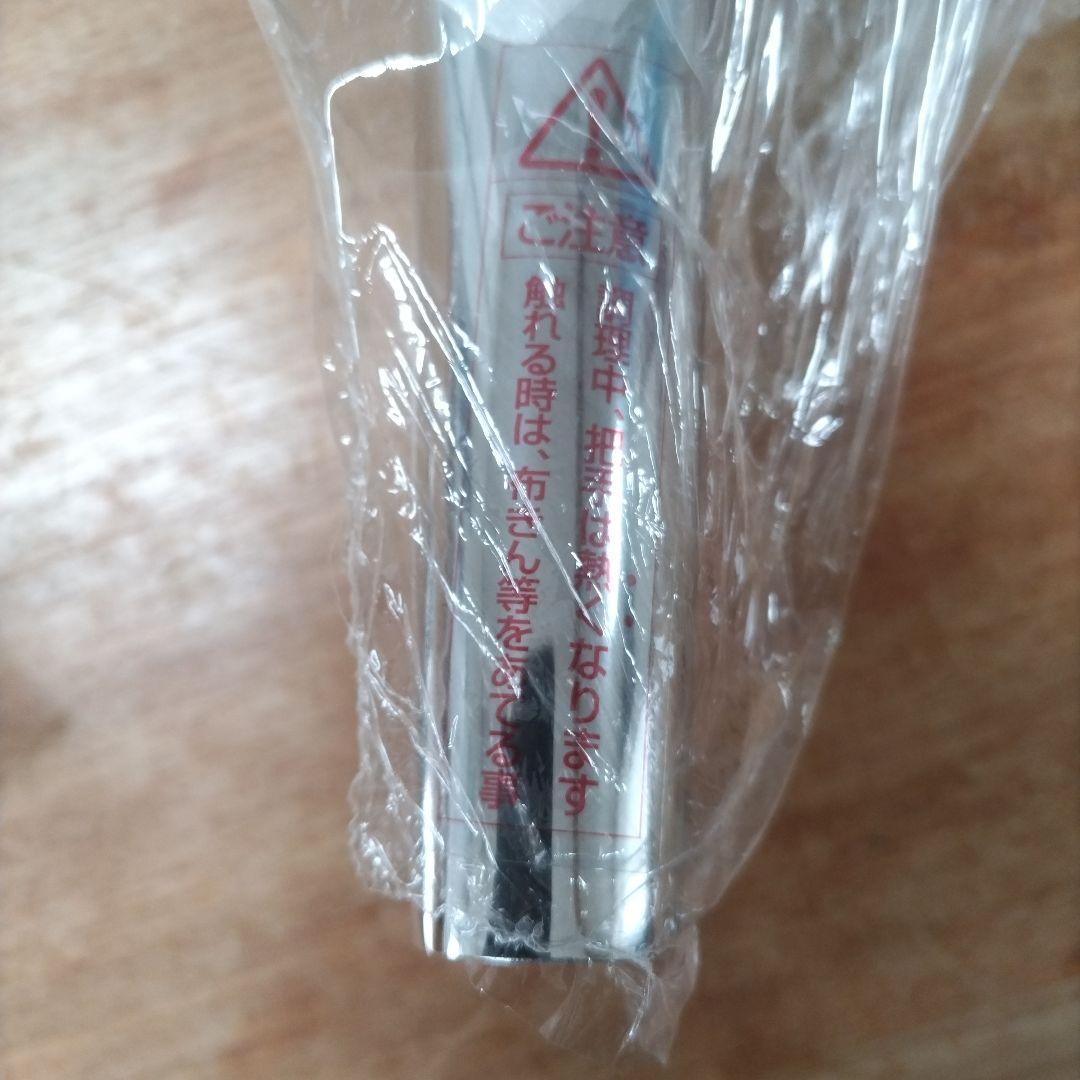 ご注意
調理中、把手は熱くなります
触れる時は、布きん等をあてる事